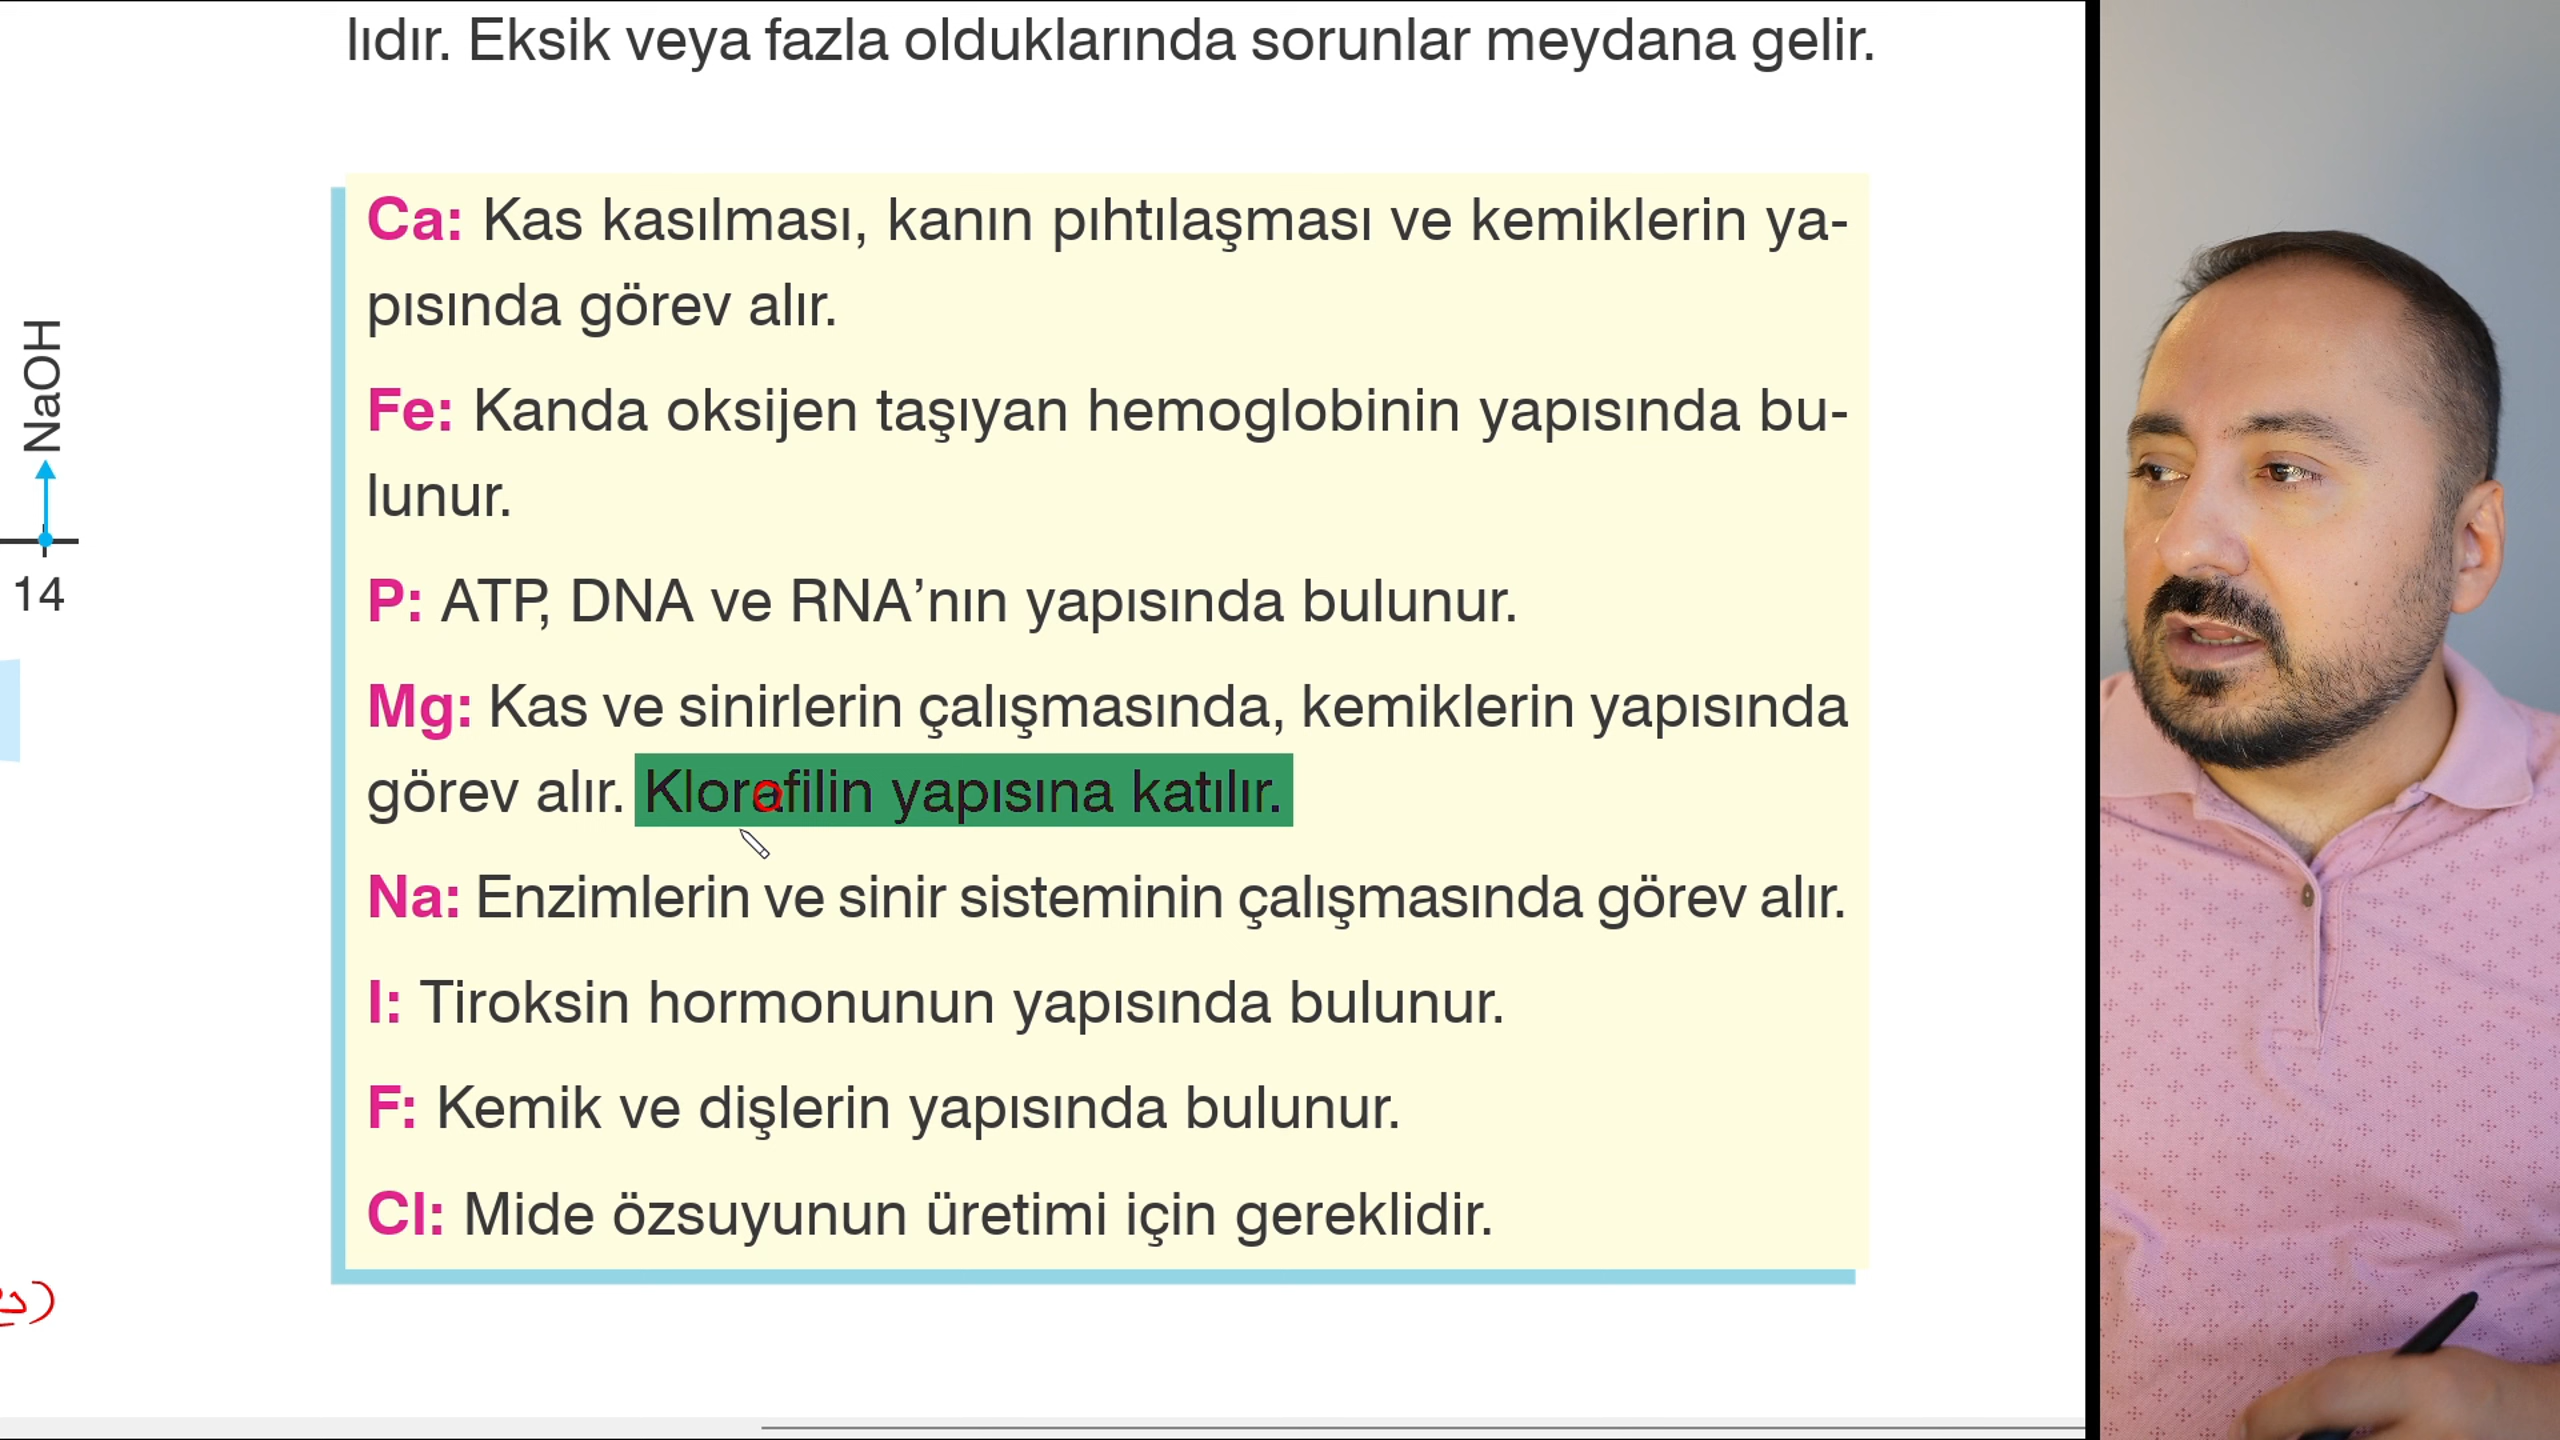 lıdır. Eksik veya fazla olduklarında sorunlar meydana gelir.
Ca: Kas kasılması, kanın pıhtılaşması ve kemiklerin ya-
pısında görev alır.
Fe: Kanda oksijen taşıyan hemoglobinin yapısında bu-
lunur.
P: ATP, DNA ve RNA’nın yapısında bulunur.
Mg: Kas ve sinirlerin çalışmasında, kemiklerin yapısında
görev alır. Klorofilin yapısına katılır.
Na: Enzimlerin ve sinir sisteminin çalışmasında görev alır.
I: Tiroksin hormonunun yapısında bulunur.
F: Kemik ve dişlerin yapısında bulunur.
Cl: Mide özsuyunun üretimi için gereklidir.
NaOH
14